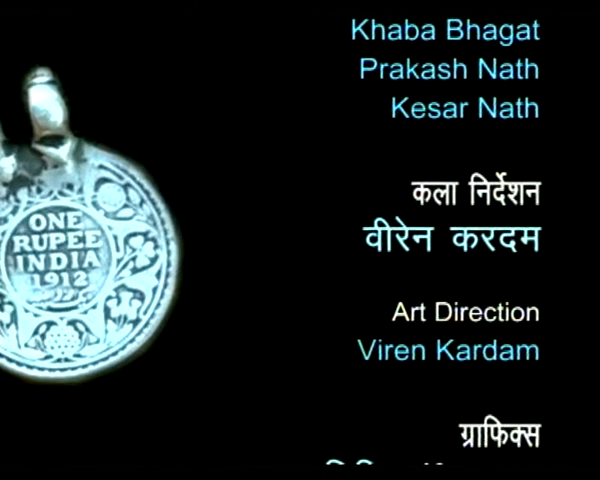 Khaba Bhagat
Prakash Nath
Kesar Nath
कला निर्देशन
वीरेन करदम
Art Direction
Viren Kardam
ग्राफिक्स
ONE
RUPEE
INDIA
1912